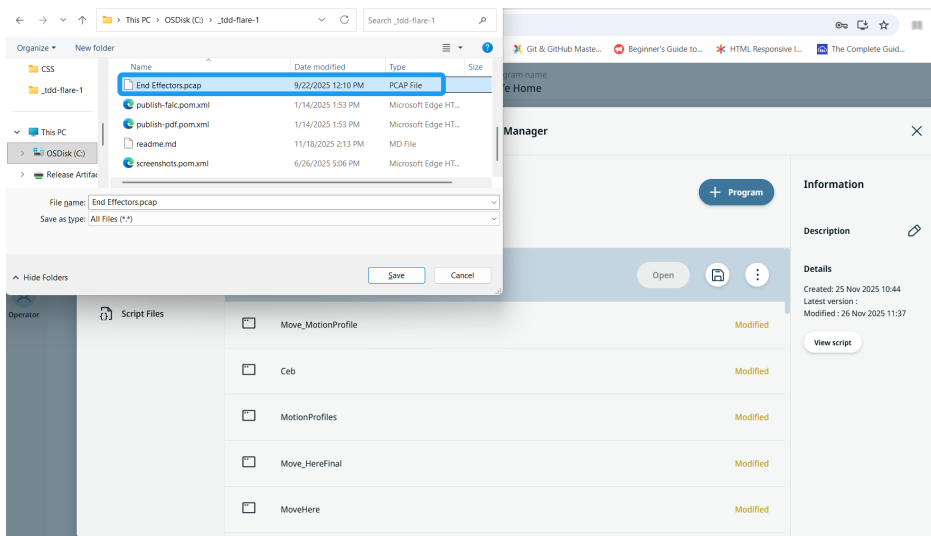 This PC > OSDisk (C:) > _tdd-flare-1
Search _tdd-flare-1
Organize
New folder
CSS
_tdd-flare-1
This PC
OSDisk (C:)
Release Artifac
Name Date modified Type Size
End Effectors.pcap 9/22/2025 12:10 PM PCAP File
publish-falc.pom.xml 1/14/2025 1:53 PM Microsoft Edge HT...
publish-pdf.pom.xml 1/14/2025 1:53 PM Microsoft Edge HT...
readme.md 11/18/2025 2:13 PM MD File
screenshots.pom.xml 6/26/2025 5:06 PM Microsoft Edge HT...
File name: End Effectors.pcap
Save as type: All Files (*.*)
Hide Folders
Save
Cancel
Git & GitHub Maste...
Beginner's Guide to...
HTML Responsive I...
The Complete Guid...
gram name
e Home
Manager
Program
Open
Operator
Script Files
Move_MotionProfile Modified
Ceb Modified
MotionProfiles Modified
Move_HereFinal Modified
MoveHere Modified
Information
Description
Details
Created: 25 Nov 2025 10:44
Latest version :
Modified : 26 Nov 2025 11:37
View script